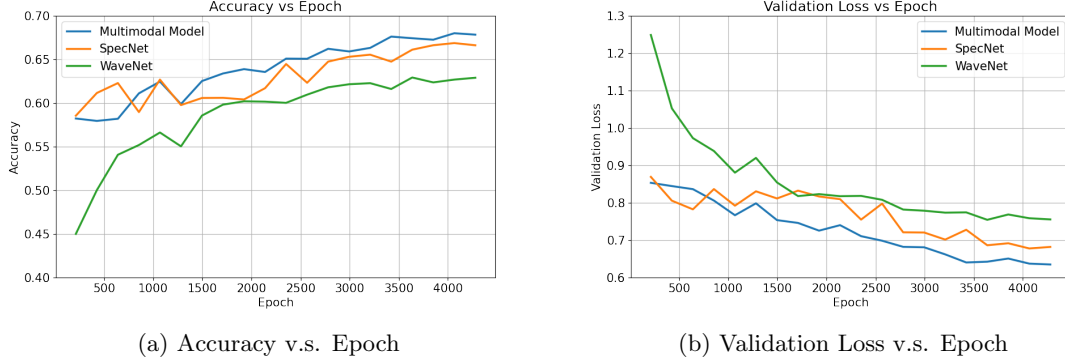 Accuracy vs Epoch
0.70
0.65
0.60
0.55
0.50
0.45
0.40
Accuracy
Multimodal Model
SpecNet
WaveNet
500 1000 1500 2000 2500 3000 3500 4000
Epoch
(a) Accuracy v.s. Epoch
Validation Loss vs Epoch
1.3
1.2
1.1
1.0
0.9
0.8
0.7
0.6
Validation Loss
Multimodal Model
SpecNet
WaveNet
500 1000 1500 2000 2500 3000 3500 4000
Epoch
(b) Validation Loss v.s. Epoch